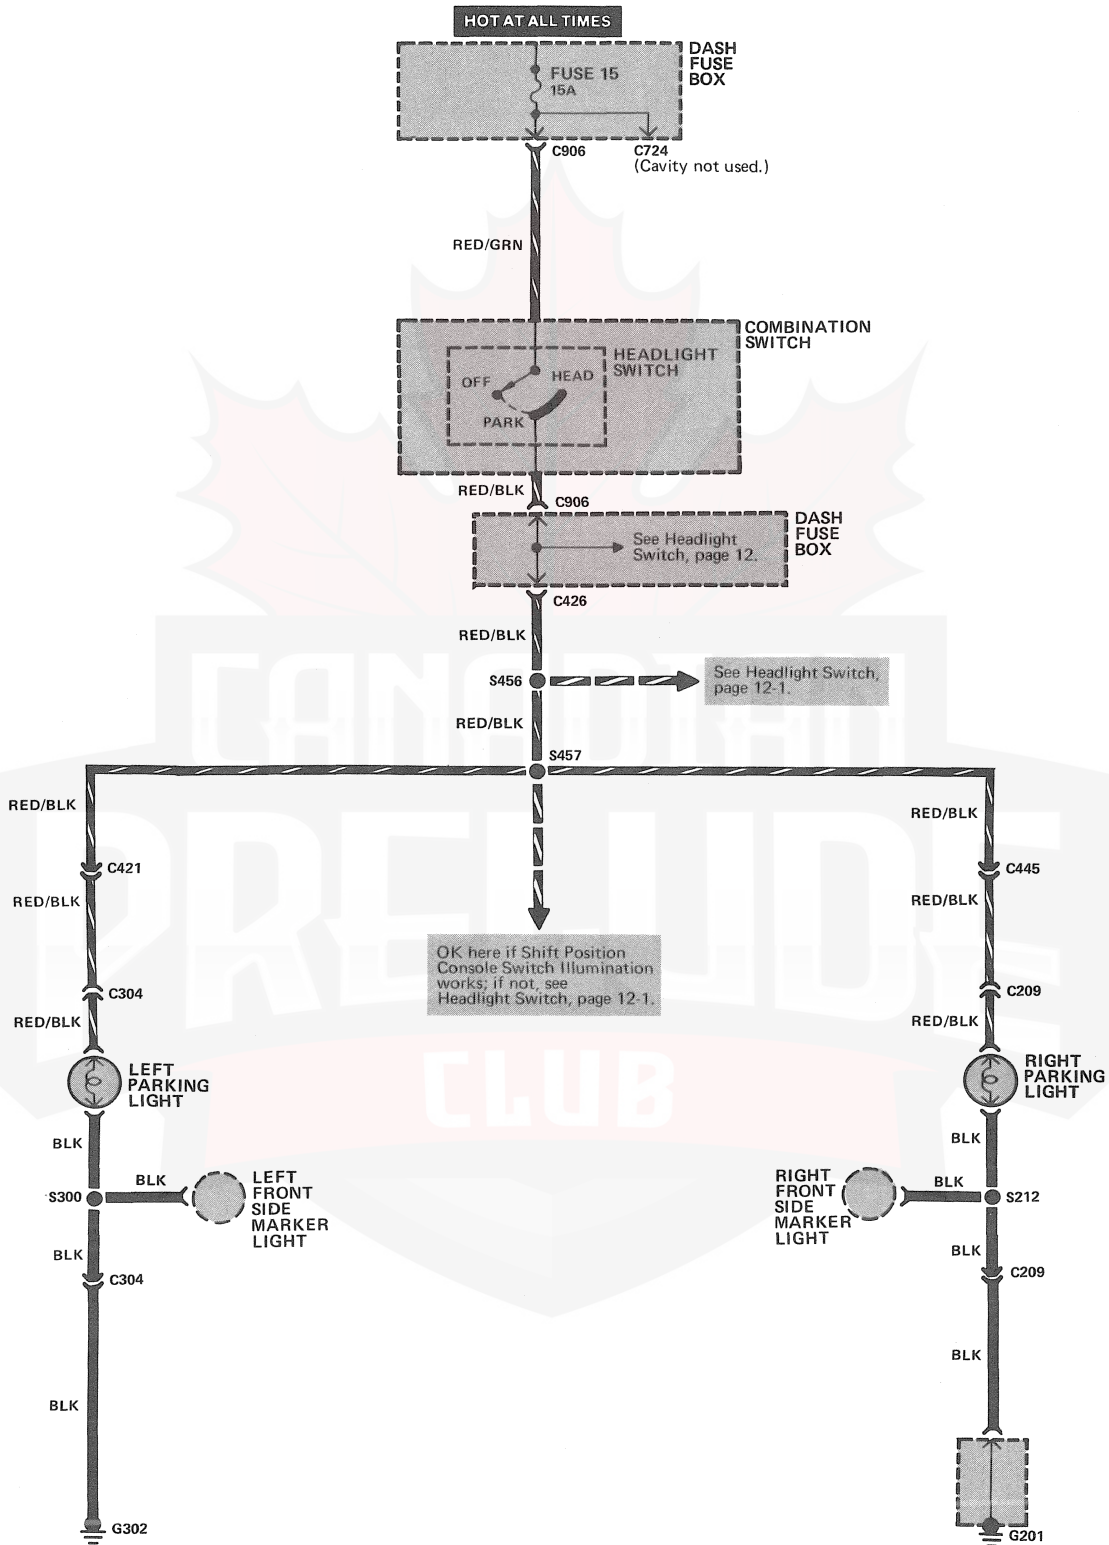 HOT AT ALL TIMES
DASH
FUSE
BOX
FUSE 15
15A
C906
C724
(Cavity not used.)
RED/GRN
COMBINATION
SWITCH
HEADLIGHT
SWITCH
OFF
HEAD
PARK
RED/BLK
C906
DASH
FUSE
BOX
See Headlight
Switch, page 12.
C426
RED/BLK
S456
See Headlight Switch,
page 12-1.
RED/BLK
S457
RED/BLK
RED/BLK
C421
C445
RED/BLK
RED/BLK
OK here if Shift Position
Console Switch Illumination
works; if not, see
Headlight Switch, page 12-1.
C304
C209
RED/BLK
RED/BLK
LEFT
PARKING
LIGHT
RIGHT
PARKING
LIGHT
BLK
BLK
S300
BLK
LEFT
FRONT
SIDE
MARKER
LIGHT
RIGHT
FRONT
SIDE
MARKER
LIGHT
BLK
S212
BLK
BLK
C304
C209
BLK
BLK
G302
G201
CANADIAN
PRELUDE
CLUB